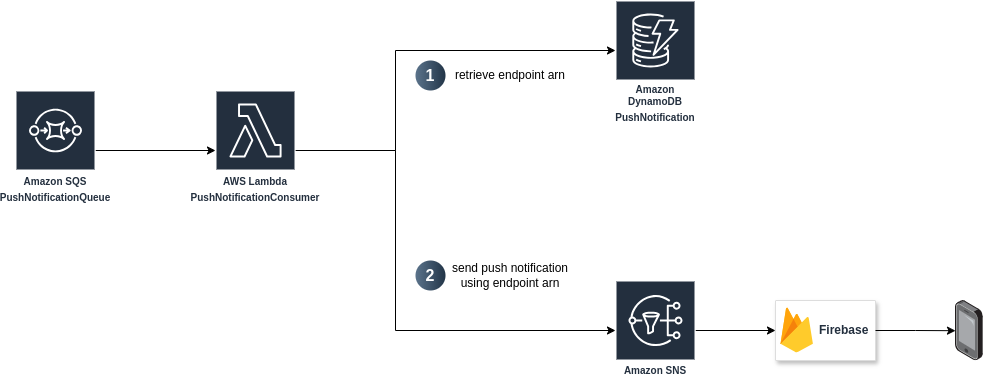 Amazon
DynamoDB
PushNotification
1
retrieve endpoint arn
Amazon SQS
PushNotificationQueue
AWS Lambda
PushNotificationConsumer
2
send push notification
using endpoint arn
Amazon SNS
Firebase